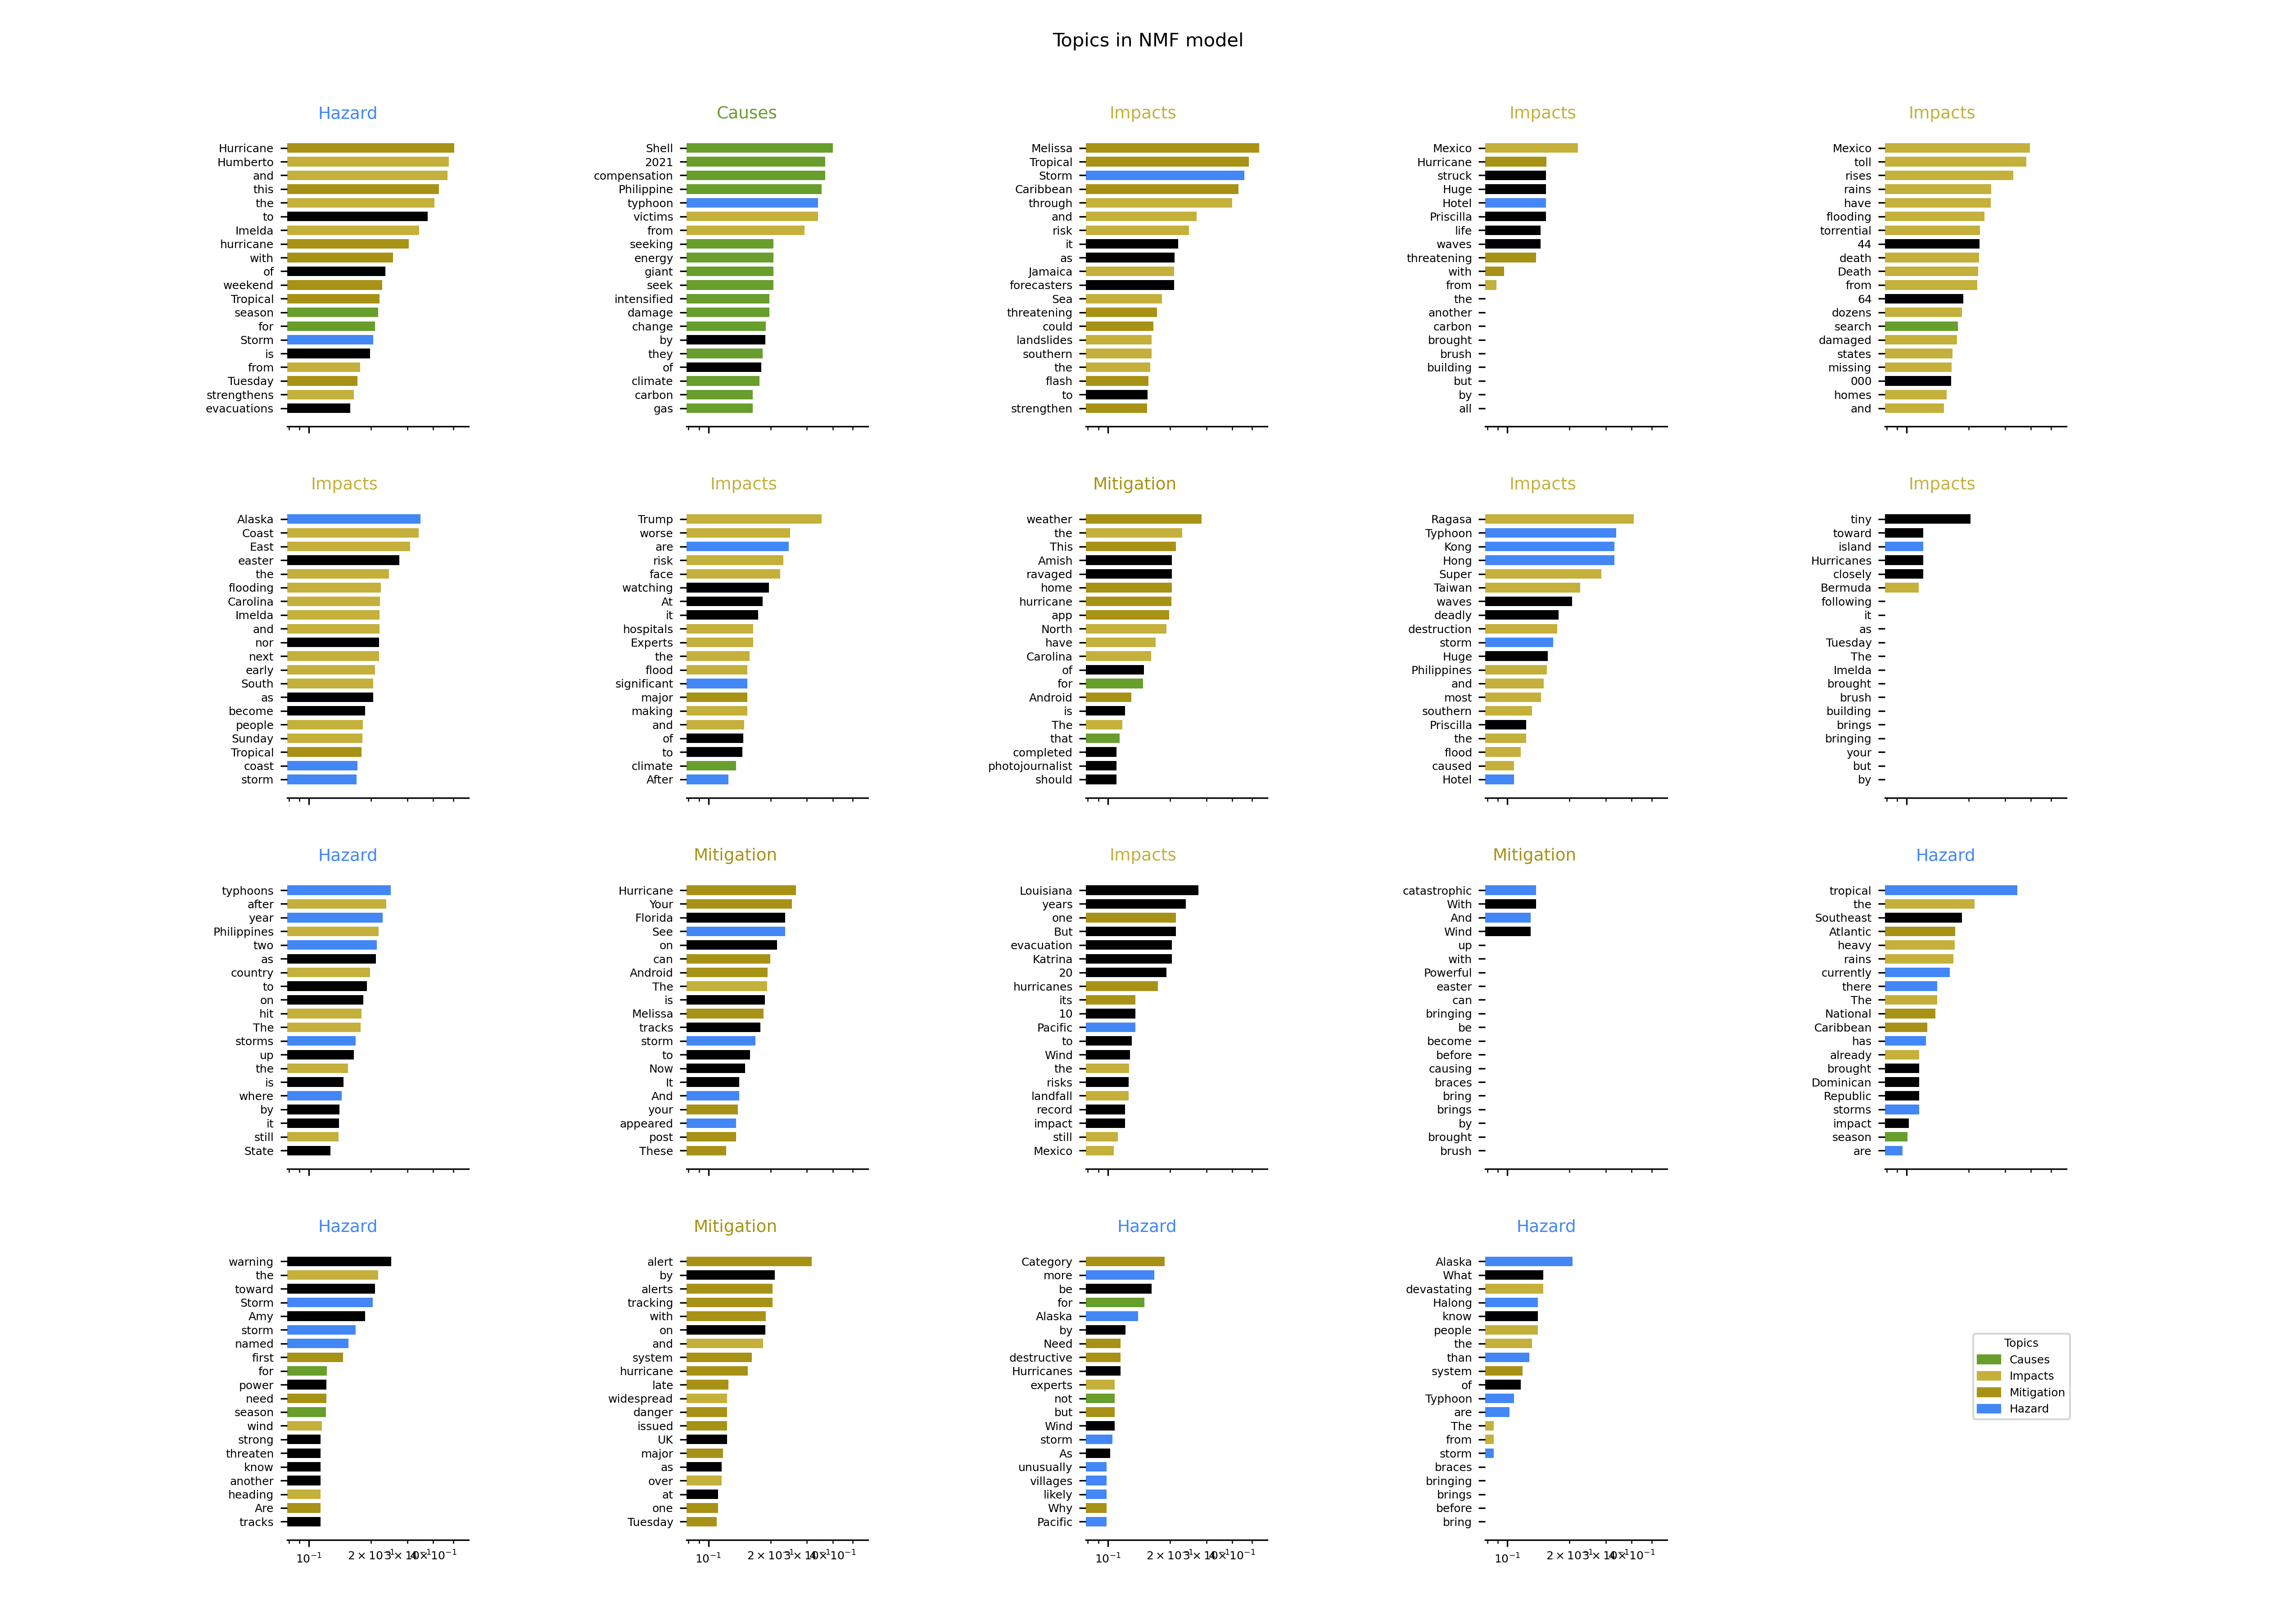 Topics in NMF model
Hazard
Hurricane
Humberto
and
this
the
to
Imelda
hurricane
with
of
weekend
Tropical
season
for
Storm
is
from
Tuesday
strengthens
evacuations
Causes
Shell
2021
compensation
Philippine
typhoon
victims
from
seeking
energy
giant
seek
intensified
damage
change
by
they
of
climate
carbon
gas
Impacts
Melissa
Tropical
Storm
Caribbean
through
and
risk
it
as
Jamaica
forecasters
Sea
threatening
could
landslides
southern
the
flash
to
strengthen
Impacts
Mexico
Hurricane
struck
Huge
Hotel
Priscilla
life
waves
threatening
with
from
the
another
carbon
brought
brush
building
but
by
all
Impacts
Mexico
toll
rises
rains
have
flooding
torrential
44
death
Death
from
64
dozens
search
damaged
states
missing
000
homes
and
Impacts
Alaska
Coast
East
easter
the
flooding
Carolina
Imelda
and
nor
next
early
South
as
become
people
Sunday
Tropical
coast
storm
Impacts
Trump
worse
are
risk
face
watching
At
it
hospitals
Experts
the
flood
significant
major
making
and
of
to
climate
After
Mitigation
weather
the
This
Amish
ravaged
home
hurricane
app
North
have
Carolina
of
for
Android
is
The
that
completed
photojournalist
should
Impacts
Ragasa
Typhoon
Kong
Hong
Super
Taiwan
waves
deadly
destruction
storm
Huge
Philippines
and
most
southern
Priscilla
the
flood
caused
Hotel
Impacts
tiny
toward
island
Hurricanes
closely
Bermuda
following
it
as
Tuesday
The
Imelda
brought
brush
building
brings
bringing
your
but
by
Hazard
typhoons
after
year
Philippines
two
as
country
to
on
hit
The
storms
up
the
is
where
by
it
still
State
Mitigation
Hurricane
Your
Florida
See
on
can
Android
The
is
Melissa
tracks
storm
to
Now
It
And
your
appeared
post
These
Impacts
Louisiana
years
one
But
evacuation
Katrina
20
hurricanes
its
10
Pacific
to
Wind
the
risks
landfall
record
impact
still
Mexico
Mitigation
catastrophic
With
And
Wind
up
with
Powerful
easter
can
bringing
be
become
before
causing
braces
bring
brings
by
brought
brush
Hazard
tropical
the
Southeast
Atlantic
heavy
rains
currently
there
The
National
Caribbean
has
already
brought
Dominican
Republic
storms
impact
season
are
Hazard
warning
the
toward
Storm
Amy
storm
named
first
for
power
need
season
wind
strong
threaten
know
another
heading
Are
tracks
10⁻¹
Mitigation
alert
by
alerts
tracking
with
on
and
system
hurricane
late
widespread
danger
issued
UK
major
as
over
at
one
Tuesday
10⁻¹
Hazard
Category
more
be
for
Alaska
by
Need
destructive
Hurricanes
experts
not
but
Wind
storm
As
unusually
villages
likely
Why
Pacific
10⁻¹
Hazard
Alaska
What
devastating
Halong
know
people
the
than
system
of
Typhoon
are
The
from
storm
braces
bringing
brings
before
bring
10⁻¹
Topics
Causes
Impacts
Mitigation
Hazard